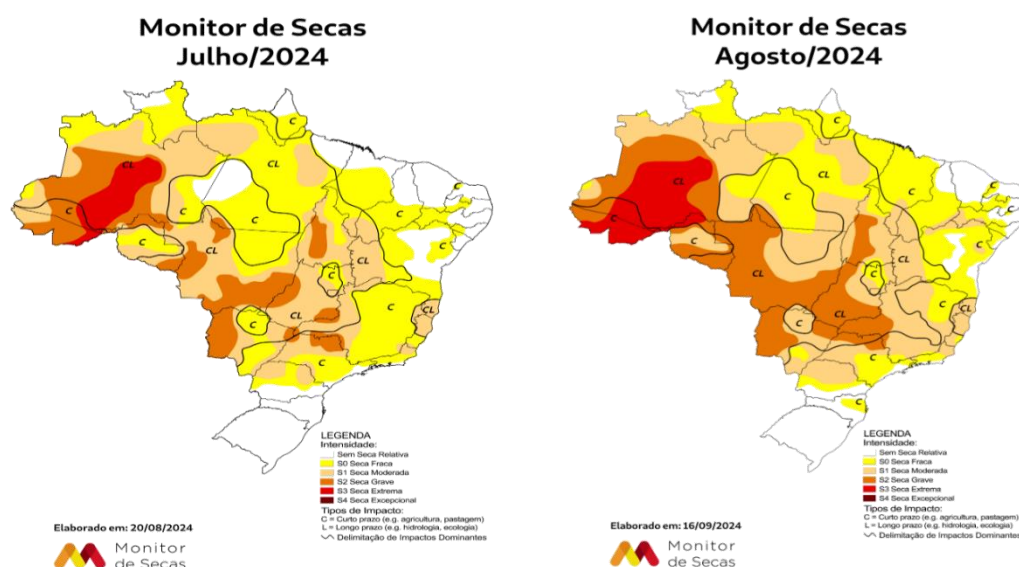 Monitor de Secas
Julho/2024
CL
C
CL
C
C
C
CL
CL
C
C
C
C
C
CL
C
CL
C
LEGENDA
Intensidade:
Sem Seca Relativa
S0 Seca Fraca
S1 Seca Moderada
S2 Seca Grave
S3 Seca Extrema
S4 Seca Excepcional
Tipos de Impacto:
C = Curto prazo (e.g. agricultura, pastagem)
L = Longo prazo (e.g. hidrologia, ecologia)
Delimitação de Impactos Dominantes
Elaborado em: 20/08/2024
Monitor
de Secas
Monitor de Secas
Agosto/2024
C
CL
CL
C
C
C
C
C
CL
CL
C
C
CL
C
CL
C
C
C
LEGENDA
Intensidade:
Sem Seca Relativa
S0 Seca Fraca
S1 Seca Moderada
S2 Seca Grave
S3 Seca Extrema
S4 Seca Excepcional
Tipos de Impacto:
C = Curto prazo (e.g. agricultura, pastagem)
L = Longo prazo (e.g. hidrologia, ecologia)
Delimitação de Impactos Dominantes
Elaborado em: 16/09/2024
Monitor
de Secas